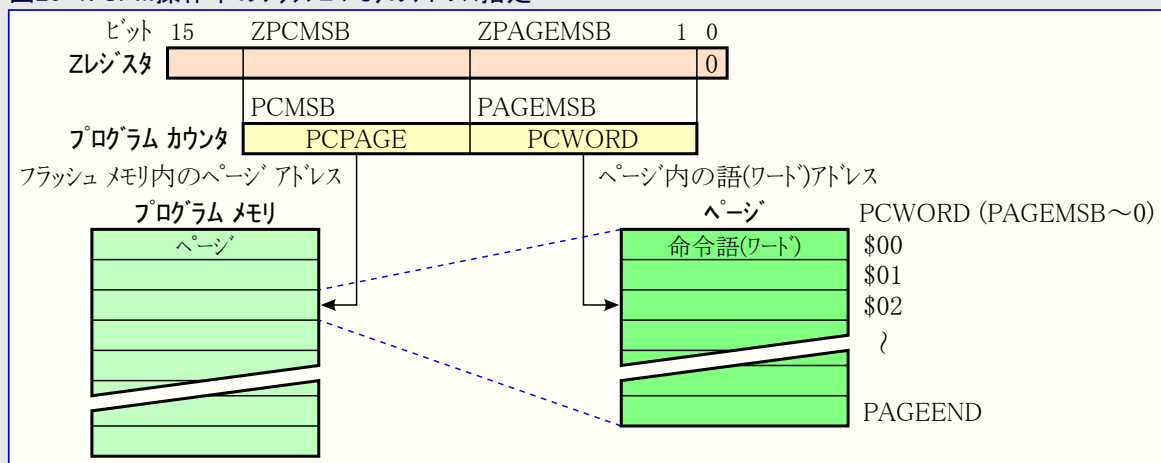 ビット 15 ZPCMSB ZPAGEMSB 1 0
Zレジスタ 0
PCMSB PAGEMSB
プログラム カウンタ PCPAGE PCWORD
フラッシュ メモリ内のページ アドレス ページ内の語(ワード)アドレス
プログラム メモリ ページ PCWORD (PAGEMSB～0)
ページ 命令語(ワード) $00
$01
$02
～
PAGEEND